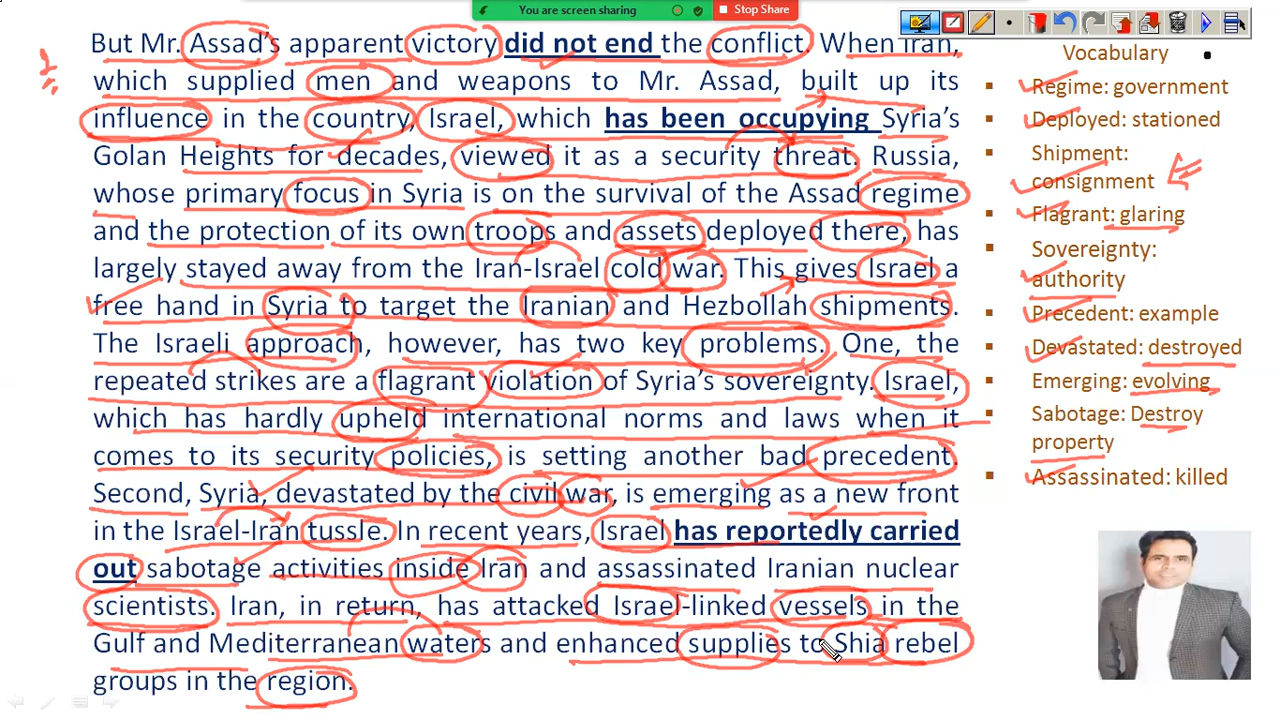 You are screen sharing
Stop Share
But Mr. Assad's apparent victory did not end the conflict. When Iran,
which supplied men and weapons to Mr. Assad, built up its
influence in the country, Israel, which has been occupying Syria's
Golan Heights for decades, viewed it as a security threat. Russia,
whose primary focus in Syria is on the survival of the Assad regime
and the protection of its own troops and assets deployed there, has
largely stayed away from the Iran-Israel cold war. This gives Israel a
free hand in Syria to target the Iranian and Hezbollah shipments.
The Israeli approach, however, has two key problems. One, the
repeated strikes are a flagrant violation of Syria's sovereignty. Israel,
which has hardly upheld international norms and laws when it
comes to its security policies, is setting another bad precedent.
Second, Syria, devastated by the civil war, is emerging as a new front
in the Israel-Iran tussle. In recent years, Israel has reportedly carried
out sabotage activities inside Iran and assassinated Iranian nuclear
scientists. Iran, in return, has attacked Israel-linked vessels in the
Gulf and Mediterranean waters and enhanced supplies to Shia rebel
groups in the region.
Vocabulary
Regime: government
Deployed: stationed
Shipment:
consignment
Flagrant: glaring
Sovereignty:
authority
Precedent: example
Devastated: destroyed
Emerging: evolving
Sabotage: Destroy
property
Assassinated: killed